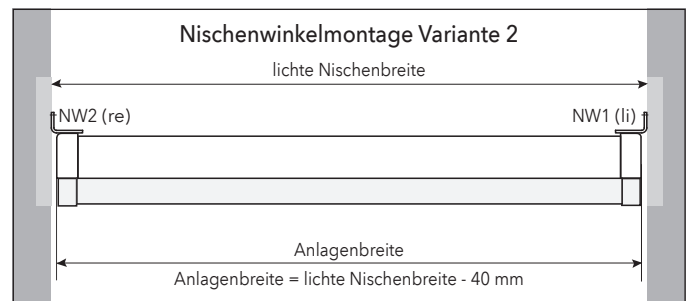 Nischenwinkelmontage Variante 2
lichte Nischenbreite
NW2 (re)
NW1 (li)
Anlagenbreite
Anlagenbreite = lichte Nischenbreite - 40 mm